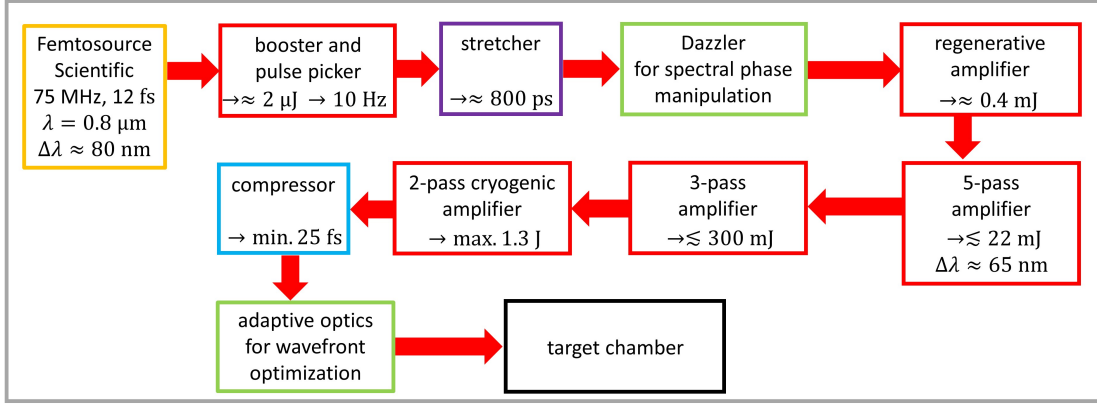 Femtosource
Scientific
75 MHz, 12 fs
λ = 0.8 μm
Δλ ≈ 80 nm
booster and
pulse picker
→≈ 2 μJ → 10 Hz
stretcher
→≈ 800 ps
Dazzler
for spectral phase
manipulation
regenerative
amplifier
→≈ 0.4 mJ
5-pass
amplifier
→≲ 22 mJ
Δλ ≈ 65 nm
3-pass
amplifier
→≲ 300 mJ
2-pass cryogenic
amplifier
→ max. 1.3 J
compressor
→ min. 25 fs
adaptive optics
for wavefront
optimization
target chamber